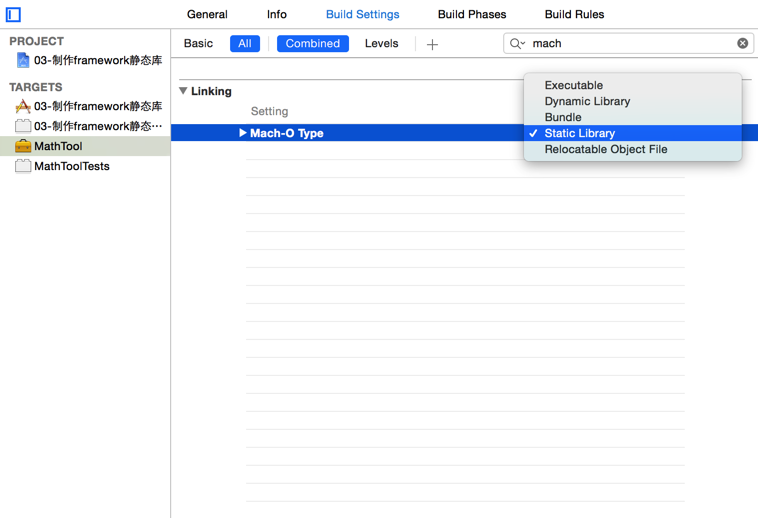 General Info Build Settings Build Phases Build Rules
PROJECT
03-制作framework静态库
TARGETS
03-制作framework静态库
03-制作framework静态…
MathTool
MathToolTests
Basic All Combined Levels + mach
Linking
Setting
Mach-O Type
Executable
Dynamic Library
Bundle
✓ Static Library
Relocatable Object File